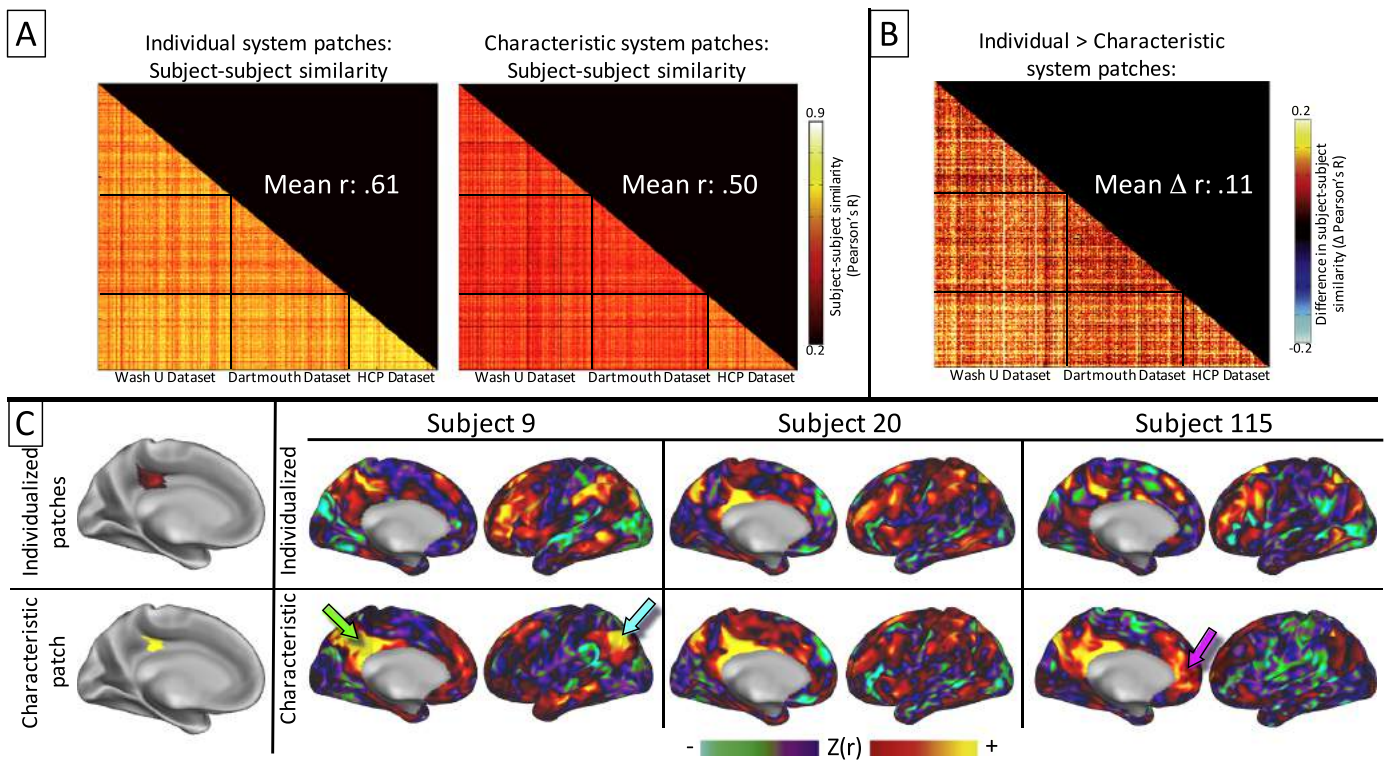 A
Individual system patches:
Subject-subject similarity
Mean r: .61
Wash U Dataset Dartmouth Dataset HCP Dataset
Characteristic system patches:
Subject-subject similarity
Mean r: .50
Wash U Dataset Dartmouth Dataset HCP Dataset
0.9
0.2
Subject-subject similarity
(Pearson's R)
B
Individual > Characteristic
system patches:
Mean Δ r: .11
Wash U Dataset Dartmouth Dataset HCP Dataset
0.2
-0.2
Difference in subject-subject
similarity (Δ Pearson's R)
C
Subject 9 Subject 20 Subject 115
Individualized
patches
Individualized
Characteristic
patch
Characteristic
- Z(r) +